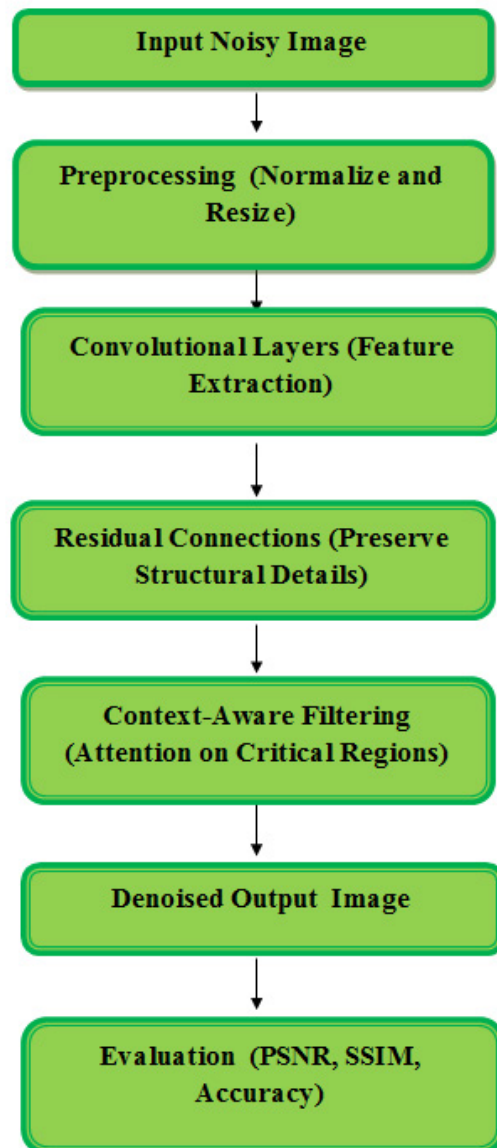 Input Noisy Image
Preprocessing (Normalize and
Resize)
Convolutional Layers (Feature
Extraction)
Residual Connections (Preserve
Structural Details)
Context-Aware Filtering
(Attention on Critical Regions)
Denoised Output Image
Evaluation (PSNR, SSIM,
Accuracy)